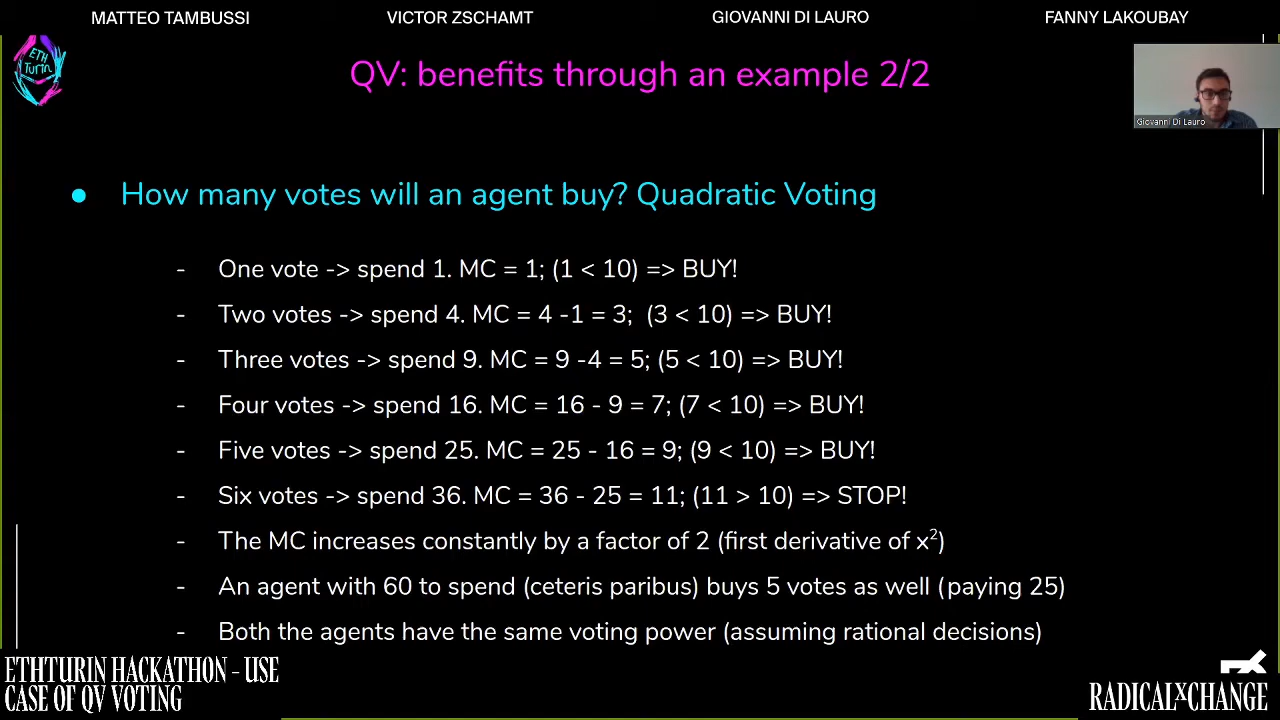 MATTEO TAMBUSSI VICTOR ZSCHAMT GIOVANNI DI LAURO FANNY LAKOUBAY
ETH
Turin
QV: benefits through an example 2/2
Giovanni Di Lauro
● How many votes will an agent buy? Quadratic Voting
- One vote -> spend 1. MC = 1; (1 < 10) => BUY!
- Two votes -> spend 4. MC = 4 -1 = 3; (3 < 10) => BUY!
- Three votes -> spend 9. MC = 9 -4 = 5; (5 < 10) => BUY!
- Four votes -> spend 16. MC = 16 - 9 = 7; (7 < 10) => BUY!
- Five votes -> spend 25. MC = 25 - 16 = 9; (9 < 10) => BUY!
- Six votes -> spend 36. MC = 36 - 25 = 11; (11 > 10) => STOP!
- The MC increases constantly by a factor of 2 (first derivative of x²)
- An agent with 60 to spend (ceteris paribus) buys 5 votes as well (paying 25)
- Both the agents have the same voting power (assuming rational decisions)
ETHTURIN HACKATHON - USE
CASE OF QV VOTING
RADICALXCHANGE